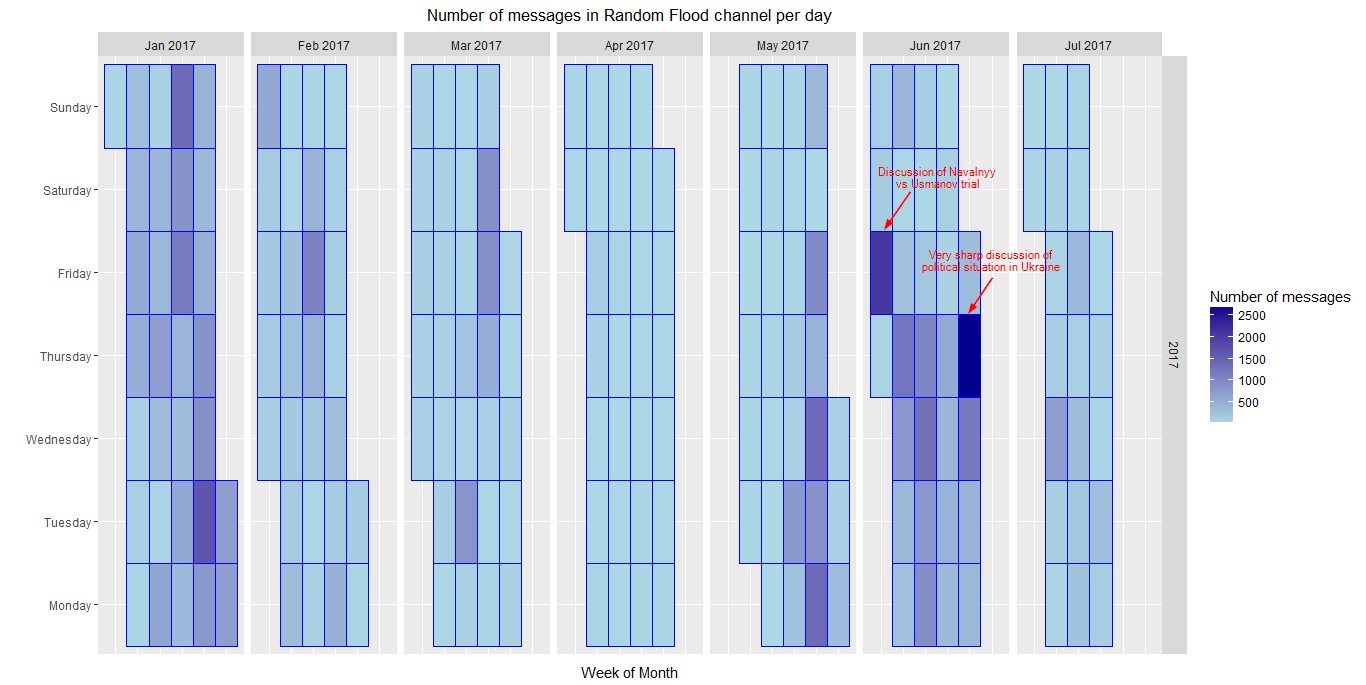 Number of messages in Random Flood channel per day
Jan 2017
Feb 2017
Mar 2017
Apr 2017
May 2017
Jun 2017
Jul 2017
Sunday
Saturday
Friday
Thursday
Wednesday
Tuesday
Monday
Discussion of Navalnyy
vs Usmanov trial
Very sharp discussion of
political situation in Ukraine
2017
Number of messages
2500
2000
1500
1000
500
Week of Month